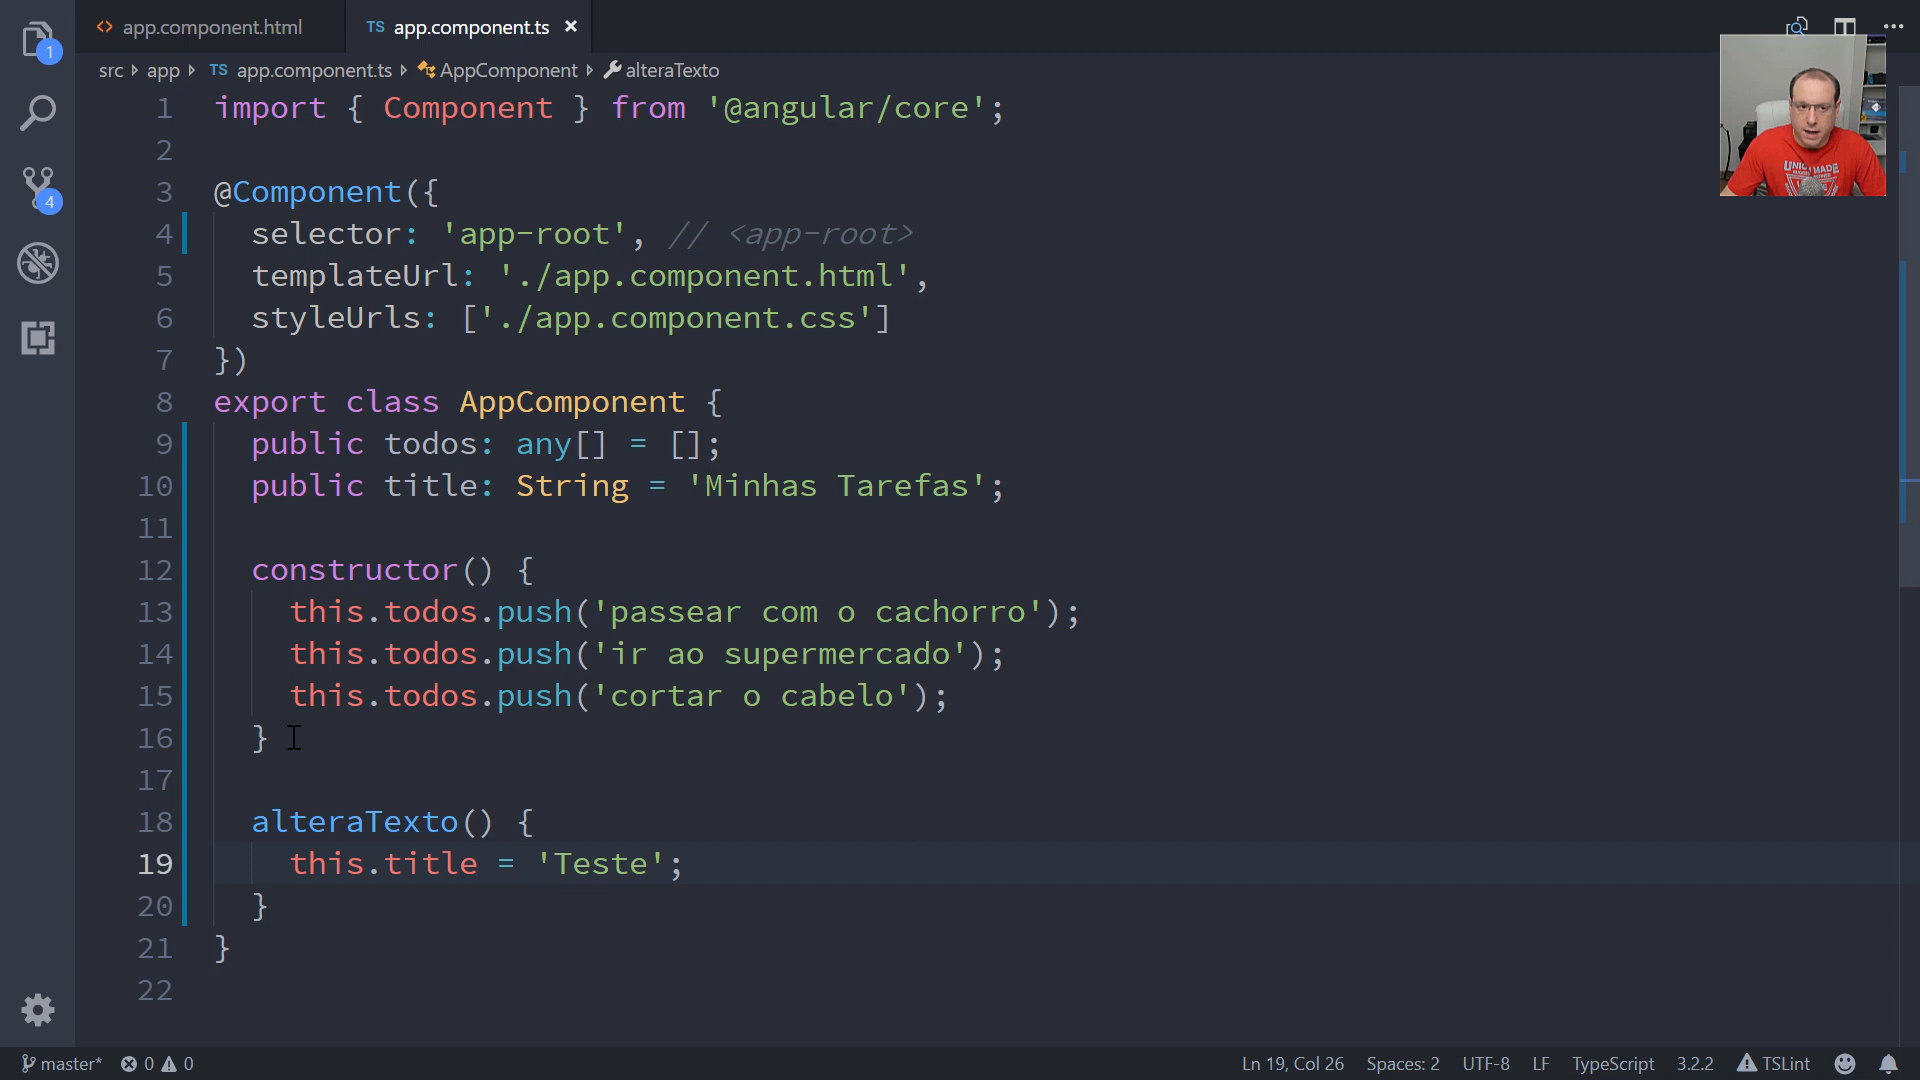 app.component.html
TS app.component.ts
src app TS app.component.ts AppComponent alteraTexto
1 import { Component } from '@angular/core';
2
3 @Component({
4 selector: 'app-root', // <app-root>
5 templateUrl: './app.component.html',
6 styleUrls: ['./app.component.css']
7 })
8 export class AppComponent {
9 public todos: any[] = [];
10 public title: String = 'Minhas Tarefas';
11
12 constructor() {
13 this.todos.push('passear com o cachorro');
14 this.todos.push('ir ao supermercado');
15 this.todos.push('cortar o cabelo');
16 }
17
18 alteraTexto() {
19 this.title = 'Teste';
20 }
21 }
22
1
4
UNION MADE
master* 0 0 Ln 19, Col 26 Spaces: 2 UTF-8 LF TypeScript 3.2.2 TSLint